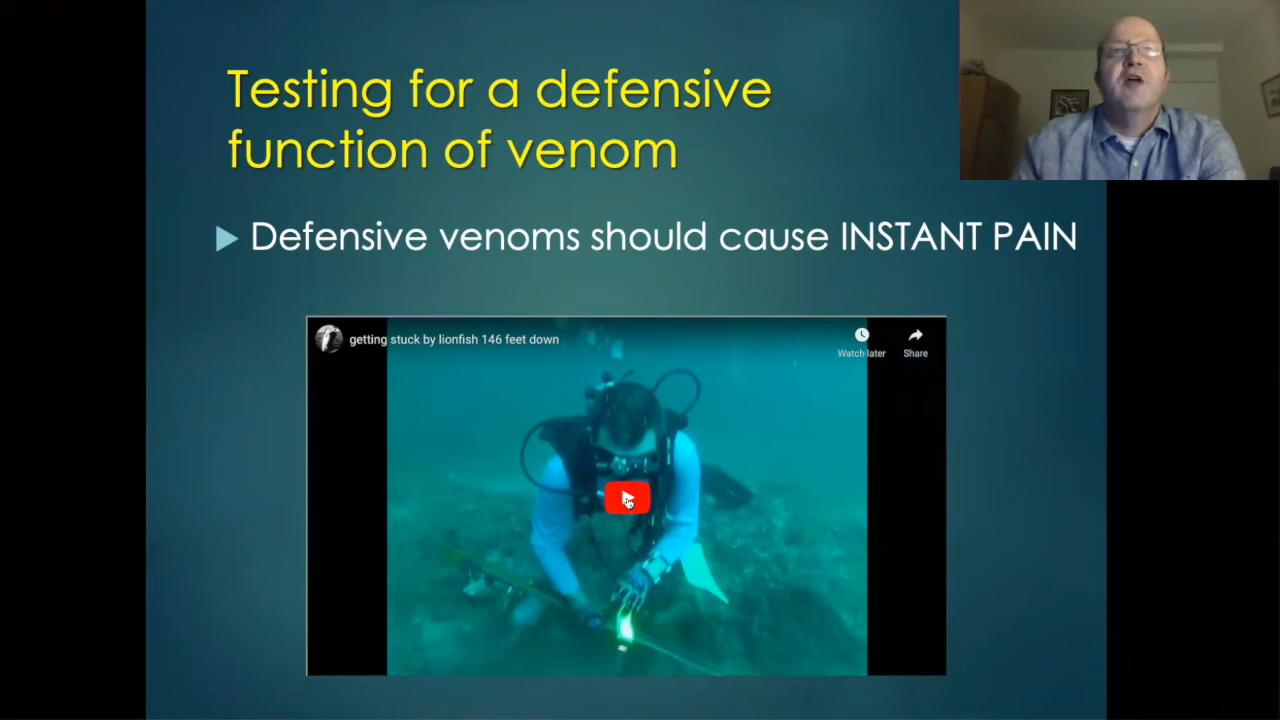 Testing for a defensive
function of venom
Defensive venoms should cause INSTANT PAIN
getting stuck by lionfish 146 feet down
Watch later
Share